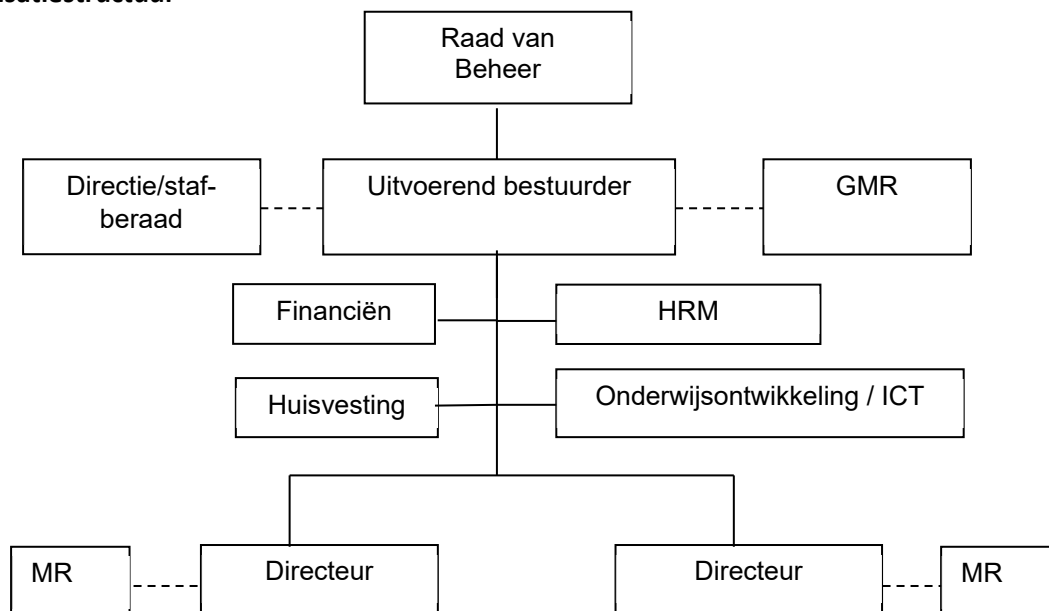 Raad van
Beheer
Directie/staf-
beraad
Uitvoerend bestuurder
GMR
Financiën
HRM
Huisvesting
Onderwijsontwikkeling / ICT
MR
Directeur
Directeur
MR